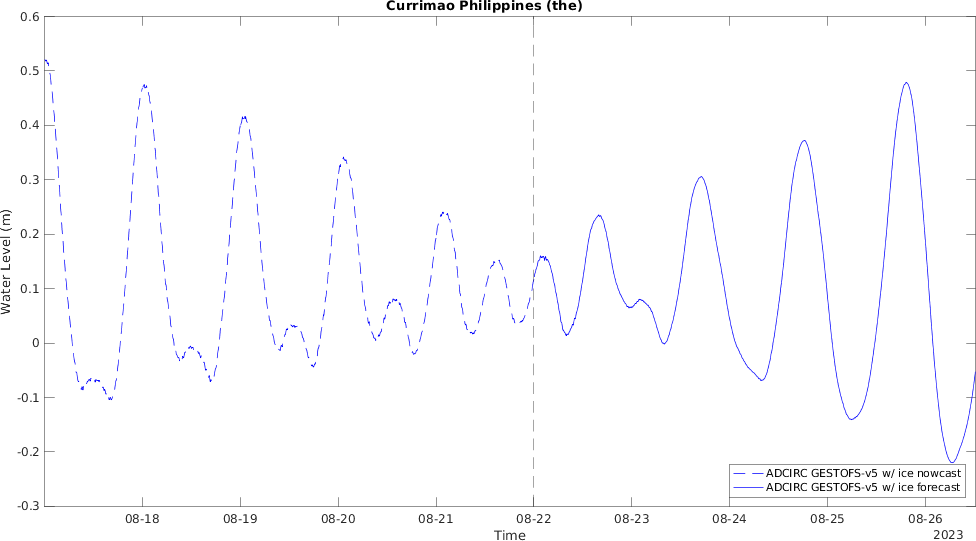 Currimao Philippines (the)
0.6
0.5
0.4
0.3
0.2
0.1
0
-0.1
-0.2
-0.3
Water Level (m)
ADCIRC GESTOFS-v5 w/ ice nowcast
ADCIRC GESTOFS-v5 w/ ice forecast
08-18 08-19 08-20 08-21 08-22 08-23 08-24 08-25 08-26
Time
2023